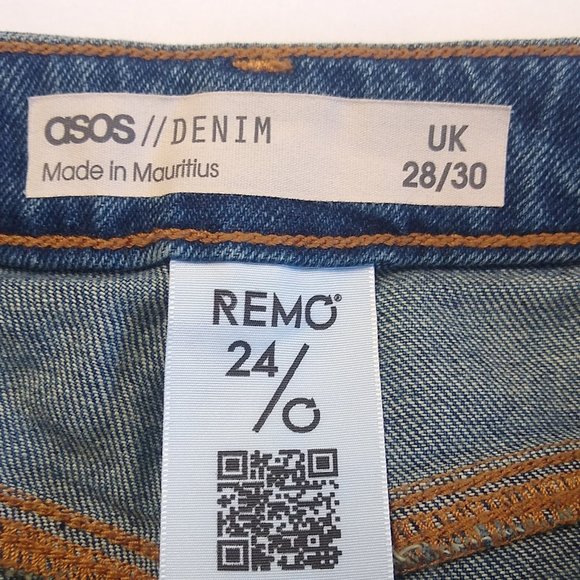 asos // DENIM
Made in Mauritius
UK
28/30
REMO®
24/